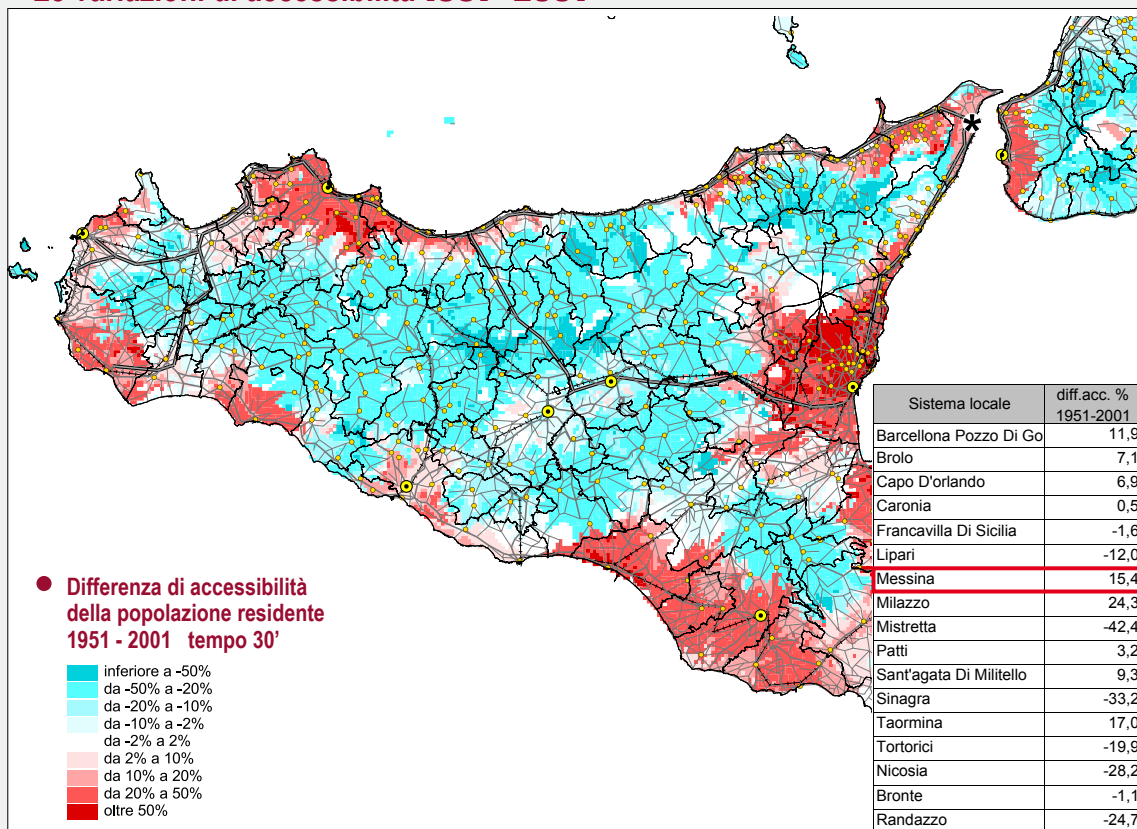 Differenza di accessibilità
della popolazione residente
1951 - 2001 tempo 30'
inferiore a -50%
da -50% a -20%
da -20% a -10%
da -10% a -2%
da -2% a 2%
da 2% a 10%
da 10% a 20%
da 20% a 50%
oltre 50%
Sistema locale diff.acc. % 1951-2001
Barcellona Pozzo Di Go 11,9
Brolo 7,1
Capo D'orlando 6,9
Caronia 0,5
Francavilla Di Sicilia -1,6
Lipari -12,0
Messina 15,4
Milazzo 24,3
Mistretta -42,4
Patti 3,2
Sant'agata Di Militello 9,3
Sinagra -33,2
Taormina 17,0
Tortorici -19,9
Nicosia -28,2
Bronte -1,1
Randazzo -24,7